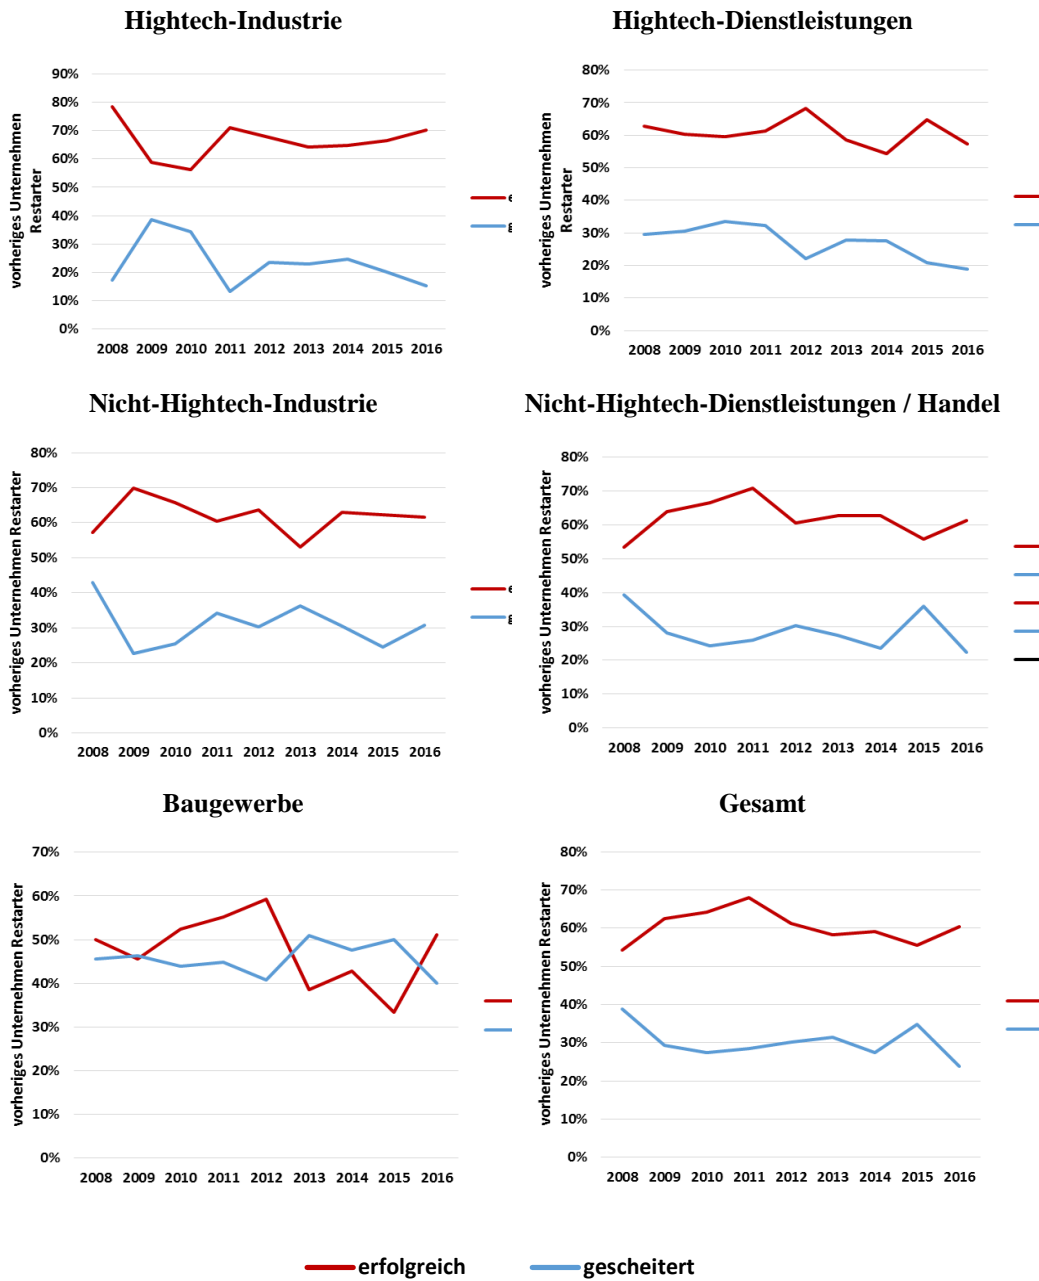 Hightech-Industrie
vorheriges Unternehmen
Restarter
90%
80%
70%
60%
50%
40%
30%
20%
10%
0%
2008 2009 2010 2011 2012 2013 2014 2015 2016
Hightech-Dienstleistungen
vorheriges Unternehmen
Restarter
80%
70%
60%
50%
40%
30%
20%
10%
0%
2008 2009 2010 2011 2012 2013 2014 2015 2016
Nicht-Hightech-Industrie
vorheriges Unternehmen Restarter
80%
70%
60%
50%
40%
30%
20%
10%
0%
2008 2009 2010 2011 2012 2013 2014 2015 2016
Nicht-Hightech-Dienstleistungen / Handel
vorheriges Unternehmen Restarter
80%
70%
60%
50%
40%
30%
20%
10%
0%
2008 2009 2010 2011 2012 2013 2014 2015 2016
Baugewerbe
vorheriges Unternehmen Restarter
70%
60%
50%
40%
30%
20%
10%
0%
2008 2009 2010 2011 2012 2013 2014 2015 2016
Gesamt
vorheriges Unternehmen Restarter
80%
70%
60%
50%
40%
30%
20%
10%
0%
2008 2009 2010 2011 2012 2013 2014 2015 2016
erfolgreich gescheitert